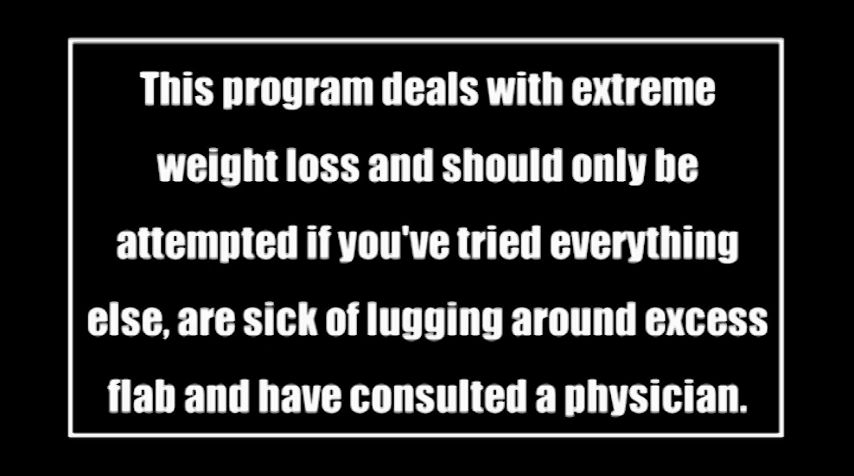 This program deals with extreme
weight loss and should only be
attempted if you've tried everything
else, are sick of lugging around excess
flab and have consulted a physician.